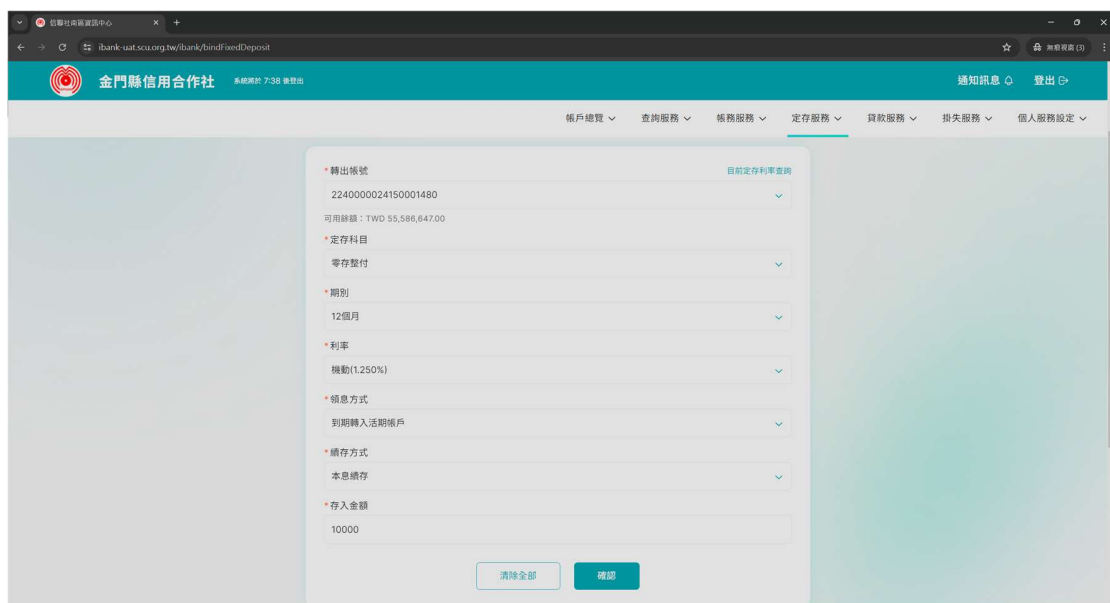 信聯社南區資訊中心
ibank-uat.scu.org.tw/ibank/bindFixedDeposit
無痕視窗 (3)
金門縣信用合作社 系統將於 7:38 後登出 通知訊息 登出
帳戶總覽 查詢服務 帳務服務 定存服務 貸款服務 掛失服務 個人服務設定
*轉出帳號 目前定存利率查詢
2240000024150001480
可用餘額：TWD 55,586,647.00
*定存科目
零存整付
*期別
12個月
*利率
機動(1.250%)
*領息方式
到期轉入活期帳戶
*續存方式
本息續存
*存入金額
10000
清除全部 確認